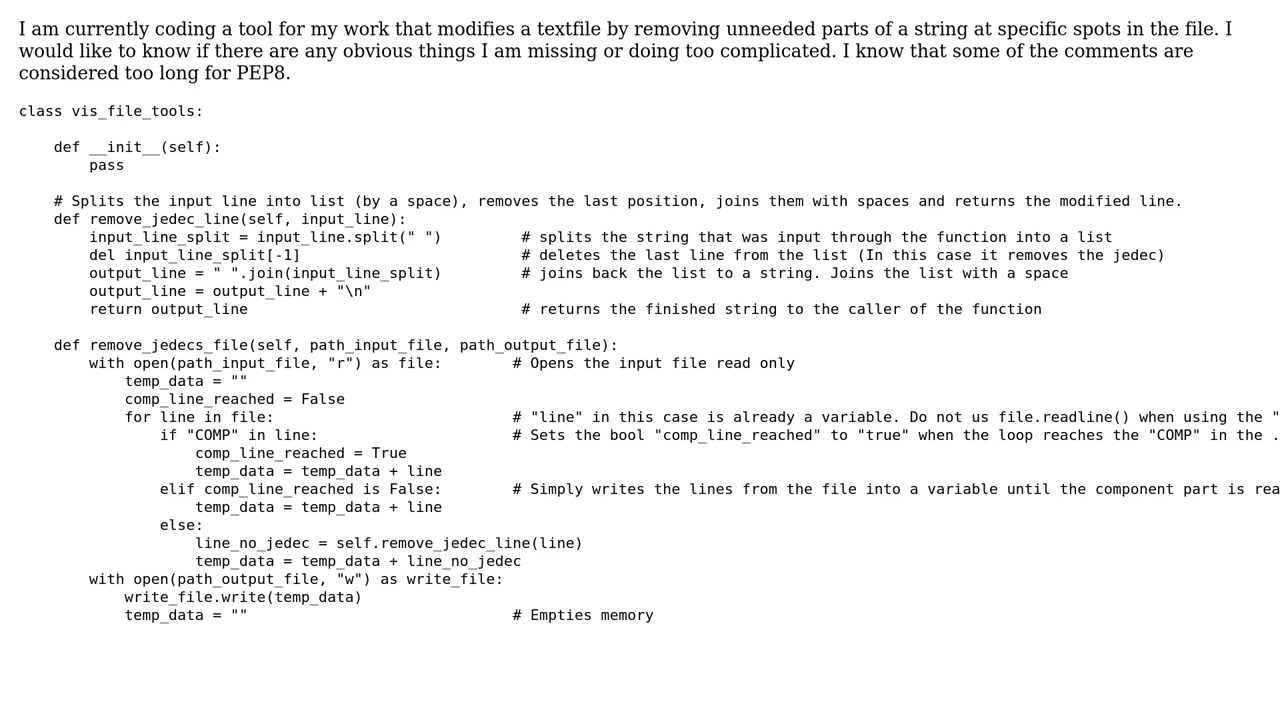 I am currently coding a tool for my work that modifies a textfile by removing unneeded parts of a string at specific spots in the file. I
would like to know if there are any obvious things I am missing or doing too complicated. I know that some of the comments are
considered too long for PEP8.
class vis_file_tools:
    def __init__(self):
        pass
    # Splits the input line into list (by a space), removes the last position, joins them with spaces and returns the modified line.
    def remove_jedec_line(self, input_line):
        input_line_split = input_line.split(" ")         # splits the string that was input through the function into a list
        del input_line_split[-1]                         # deletes the last line from the list (In this case it removes the jedec)
        output_line = " ".join(input_line_split)         # joins back the list to a string. Joins the list with a space
        output_line = output_line + "\n"
        return output_line                               # returns the finished string to the caller of the function
    def remove_jedecs_file(self, path_input_file, path_output_file):
        with open(path_input_file, "r") as file:        # Opens the input file read only
            temp_data = ""
            comp_line_reached = False
            for line in file:                           # "line" in this case is already a variable. Do not us file.readline() when using the "
                if "COMP" in line:                      # Sets the bool "comp_line_reached" to "true" when the loop reaches the "COMP" in the .
                    comp_line_reached = True
                    temp_data = temp_data + line
                elif comp_line_reached is False:        # Simply writes the lines from the file into a variable until the component part is rea
                    temp_data = temp_data + line
                else:
                    line_no_jedec = self.remove_jedec_line(line)
                    temp_data = temp_data + line_no_jedec
        with open(path_output_file, "w") as write_file:
            write_file.write(temp_data)
            temp_data = ""                              # Empties memory